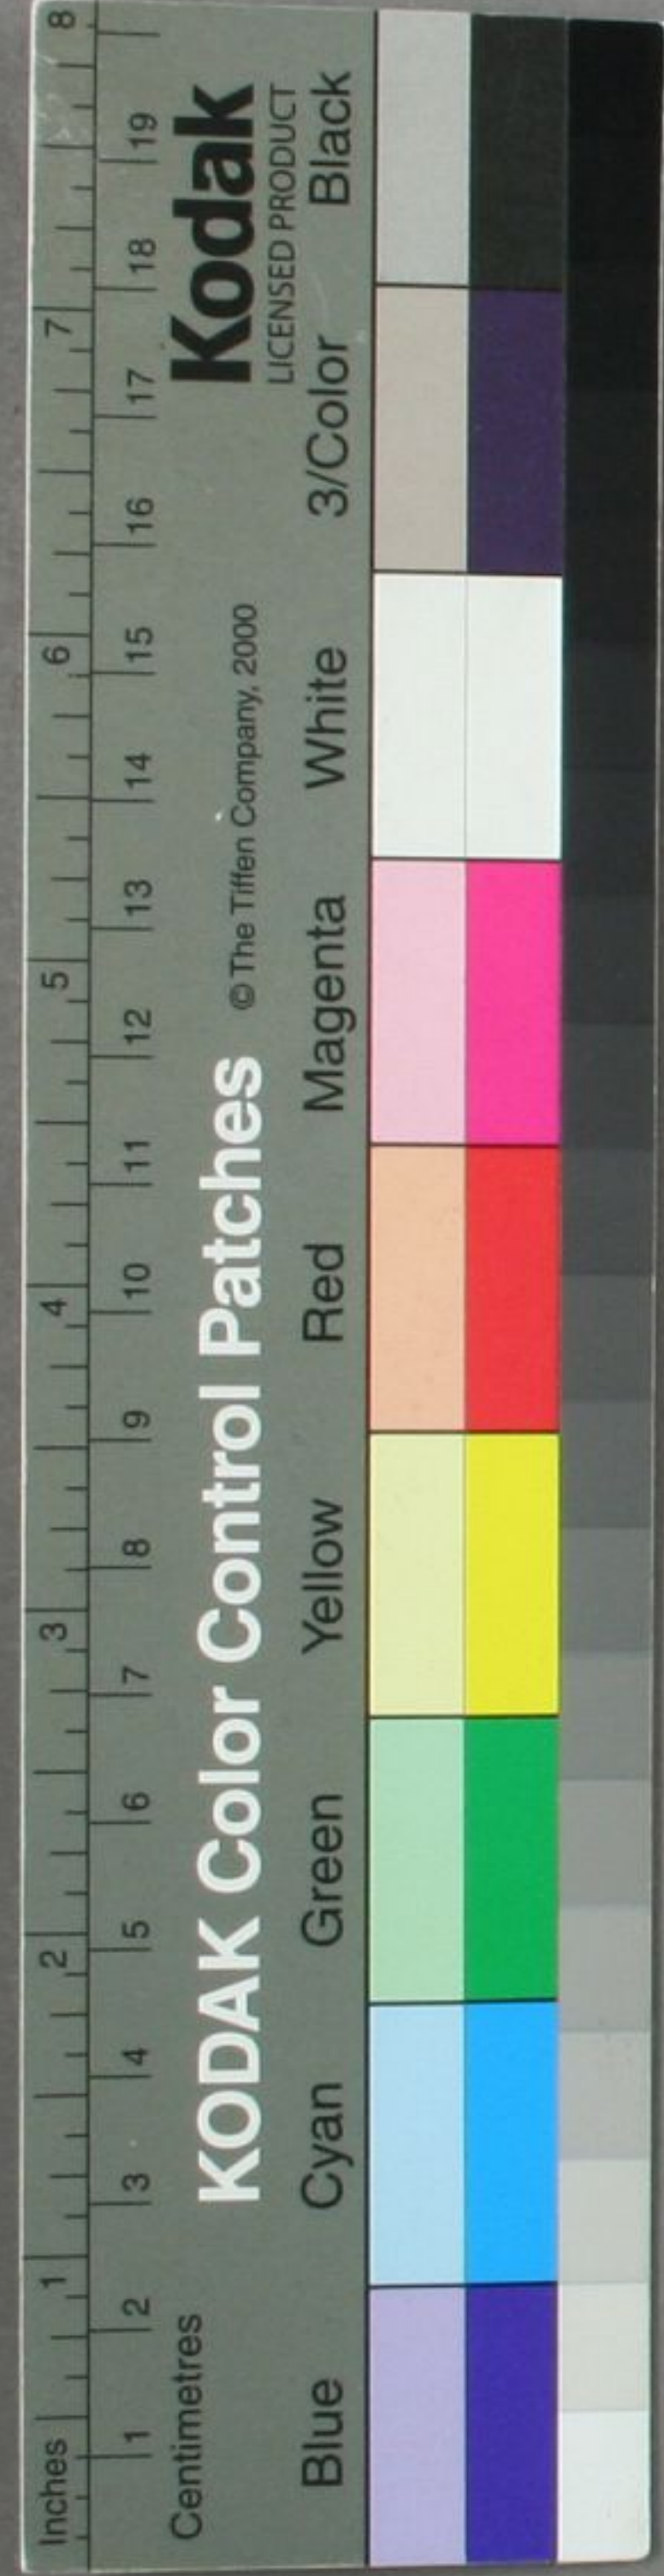 Inches 1 2 3 4 5 6 7 8
1 2 3 4 5 6 7 8 9 10 11 12 13 14 15 16 17 18 19
Centimetres
KODAK Color Control Patches © The Tiffen Company, 2000 Kodak
LICENSED PRODUCT
Blue Cyan Green Yellow Red Magenta White 3/Color Black